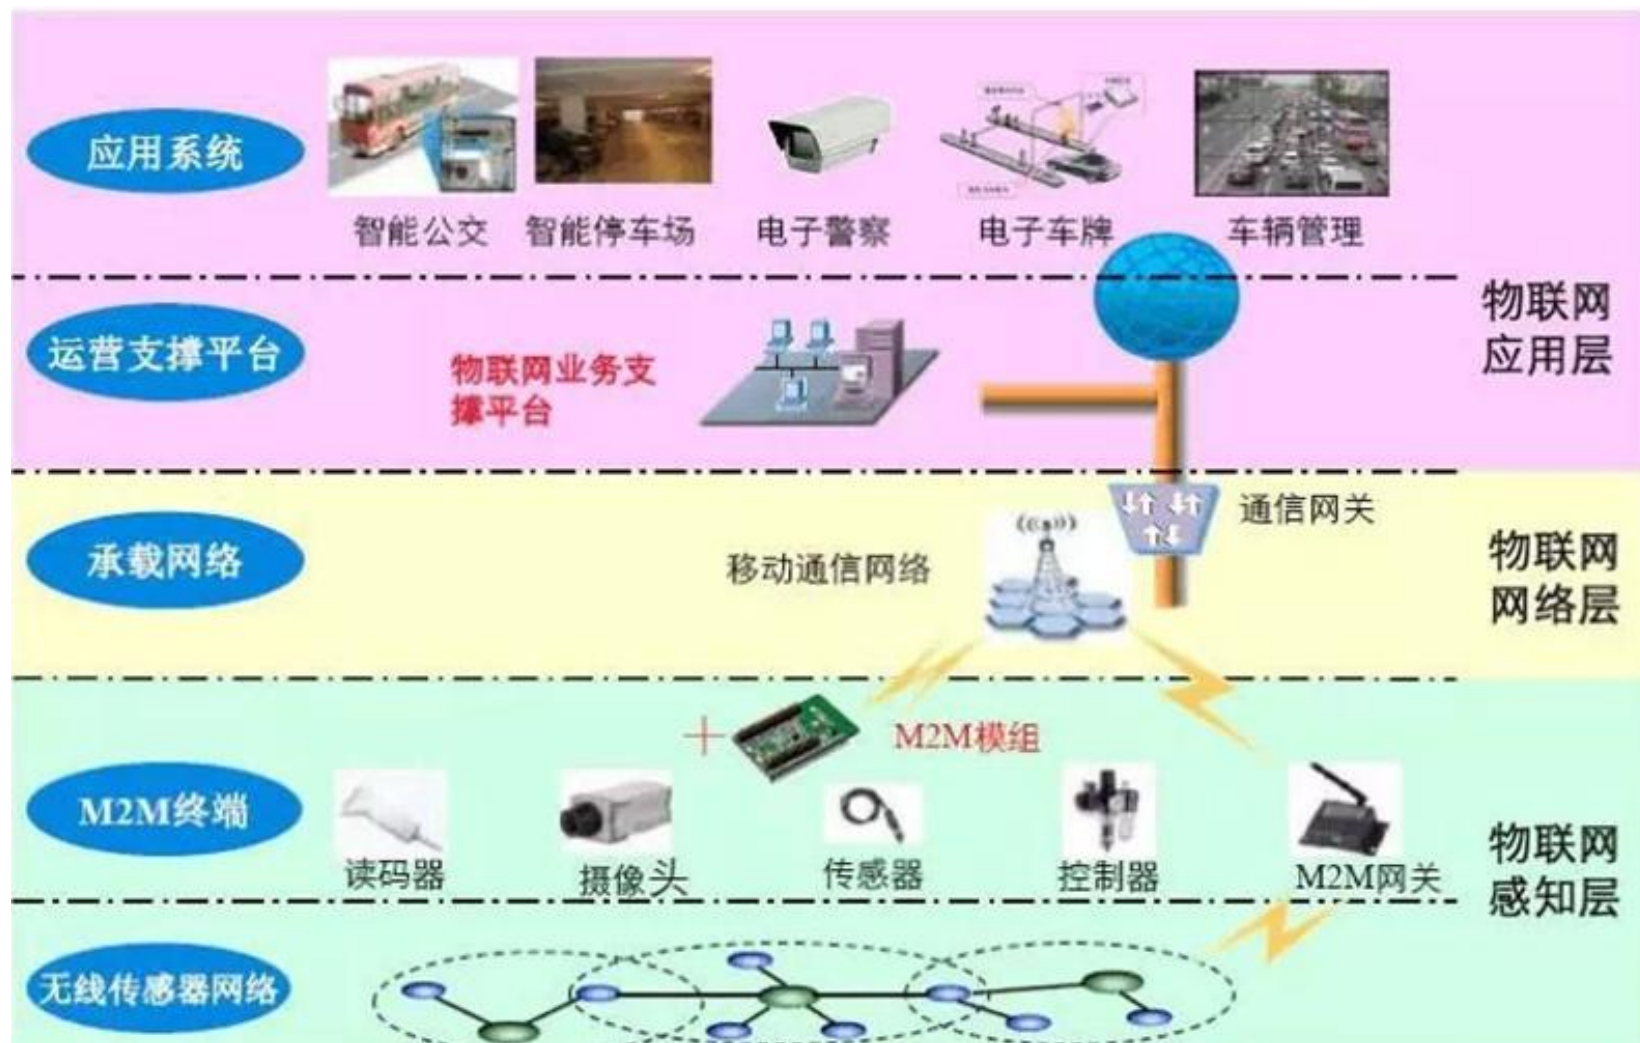 应用系统
智能公交
智能停车场
电子警察
电子车牌
车辆管理
物联网
应用层
运营支撑平台
物联网业务支
撑平台
承载网络
移动通信网络
通信网关
物联网
网络层
M2M模组
M2M终端
读码器
摄像头
传感器
控制器
M2M网关
物联网
感知层
无线传感器网络